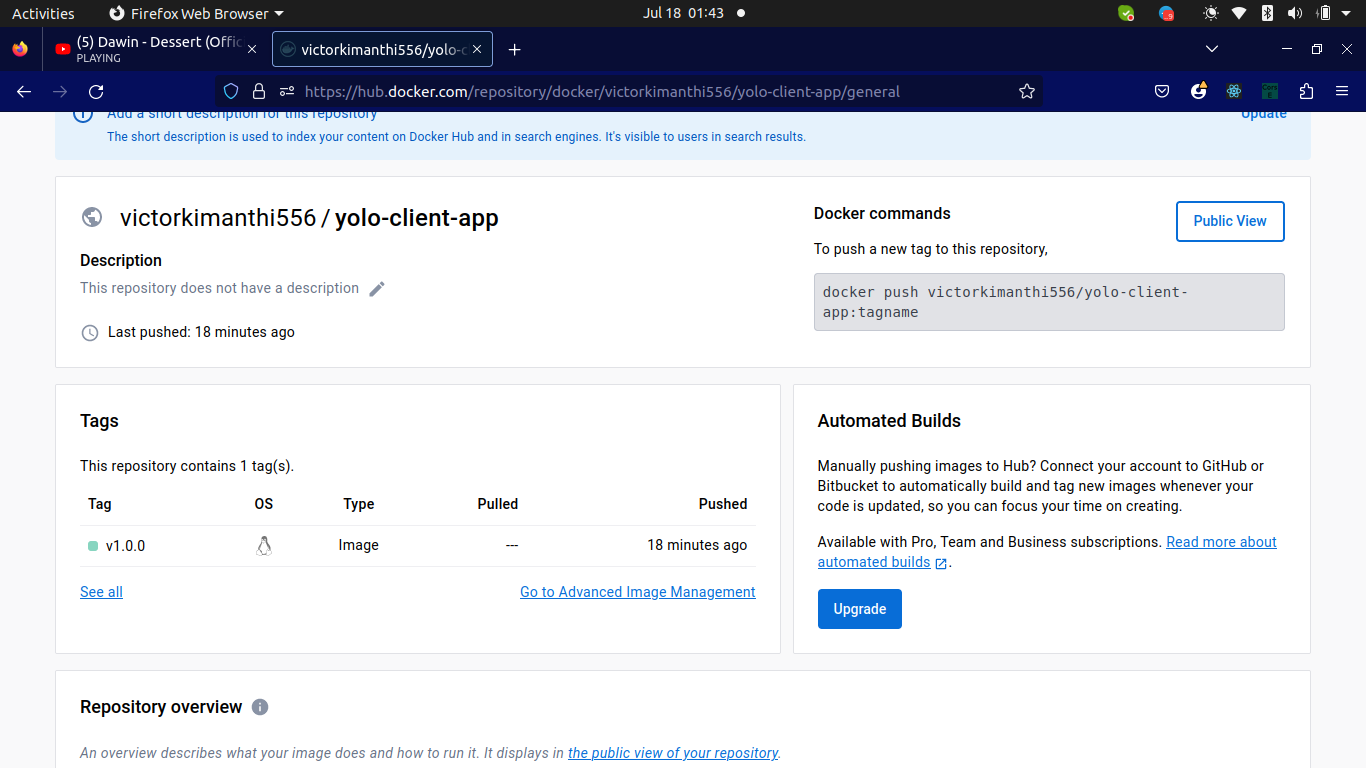 Activities
Firefox Web Browser
Jul 18 01:43
9
(5) Dawin - Dessert (Offic
PLAYING
victorkimanthi556/yolo-c
https://hub.docker.com/repository/docker/victorkimanthi556/yolo-client-app/general
Add a short description for this repository
Update
The short description is used to index your content on Docker Hub and in search engines. It's visible to users in search results.
victorkimanthi556 / yolo-client-app
Description
This repository does not have a description
Last pushed: 18 minutes ago
Docker commands
Public View
To push a new tag to this repository,
docker push victorkimanthi556/yolo-client-
app:tagname
Tags
This repository contains 1 tag(s).
Tag OS Type Pulled Pushed
v1.0.0 Image --- 18 minutes ago
See all
Go to Advanced Image Management
Automated Builds
Manually pushing images to Hub? Connect your account to GitHub or
Bitbucket to automatically build and tag new images whenever your
code is updated, so you can focus your time on creating.
Available with Pro, Team and Business subscriptions. Read more about
automated builds .
Upgrade
Repository overview
An overview describes what your image does and how to run it. It displays in the public view of your repository.